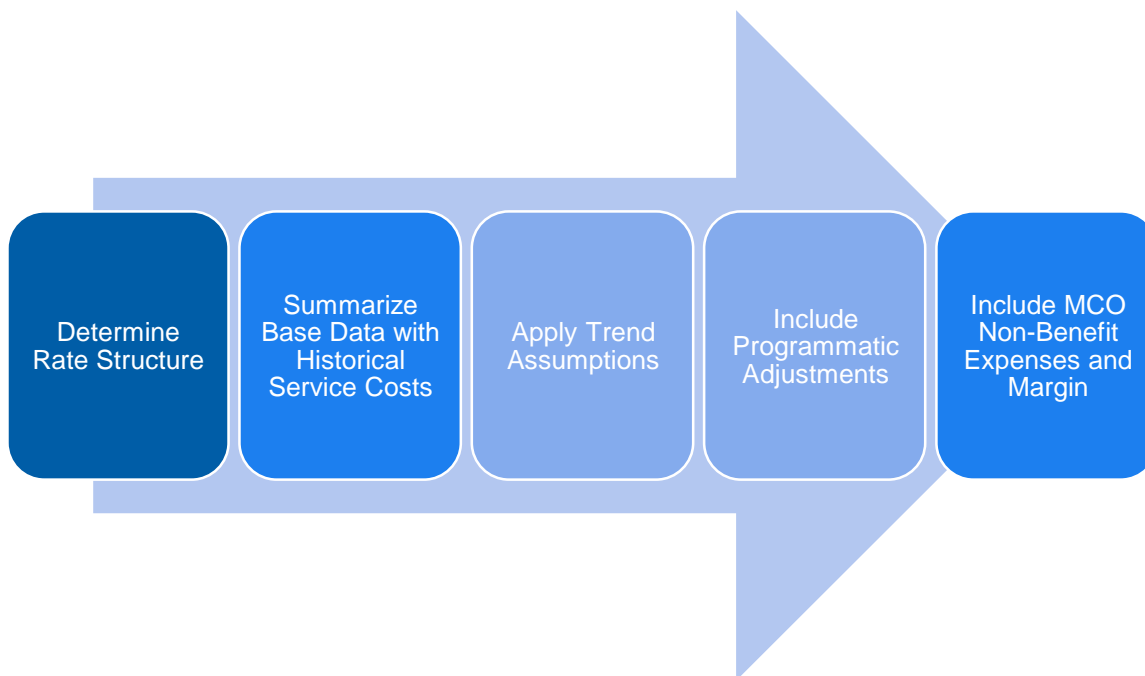 Determine
Rate Structure
Summarize
Base Data with
Historical
Service Costs
Apply Trend
Assumptions
Include
Programmatic
Adjustments
Include MCO
Non-Benefit
Expenses and
Margin